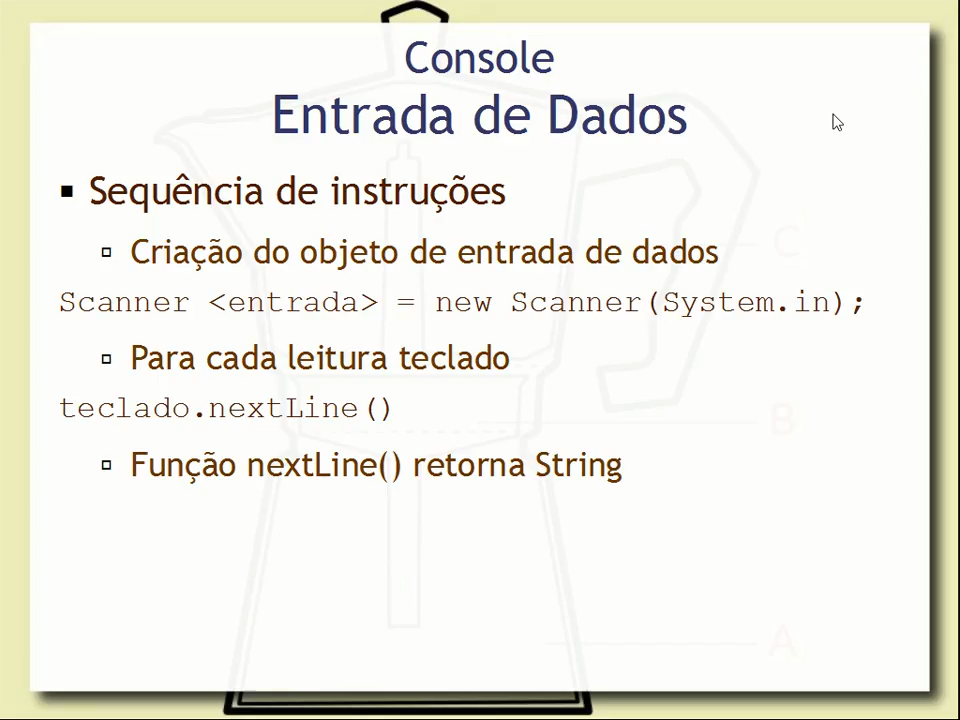 Console
Entrada de Dados
Sequência de instruções
Criação do objeto de entrada de dados
Scanner <entrada> = new Scanner(System.in);
Para cada leitura teclado
teclado.nextLine()
Função nextLine() retorna String
C
B
A